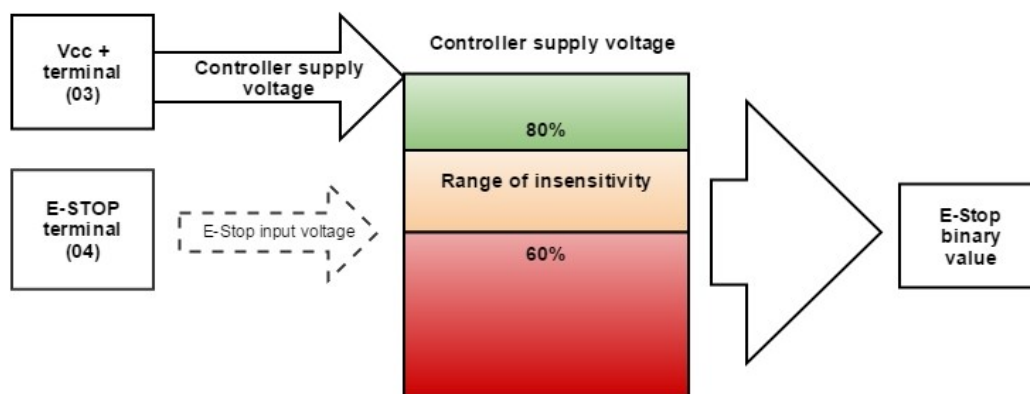 Vcc +
terminal
(03)
Controller supply
voltage
Controller supply voltage
80%
Range of insensitivity
60%
E-STOP
terminal
(04)
E-Stop input voltage
E-Stop
binary
value